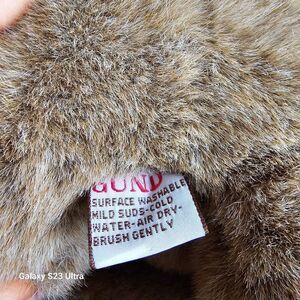 GUND
SURFACE WASHABLE
MILD SUDS-COLD
WATER-AIR DRY-
BRUSH GENTLY
Galaxy S23 Ultra